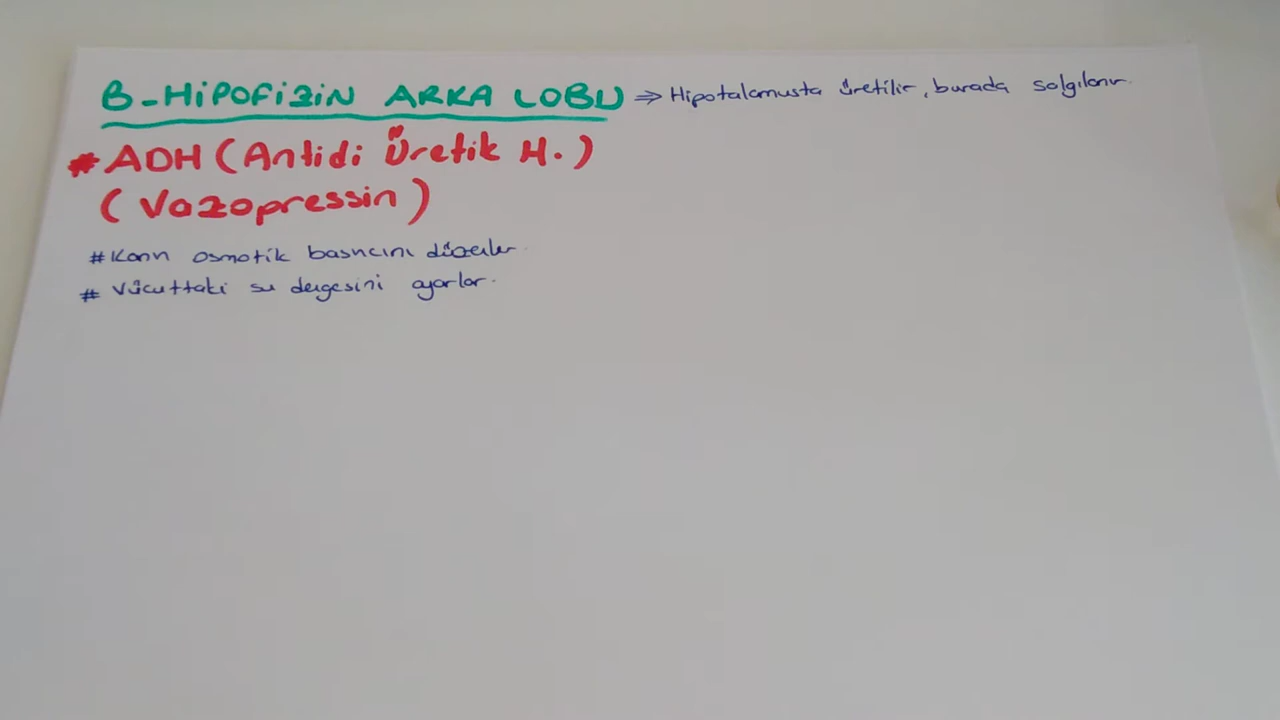 B-HİPOFİZİN ARKA LOBU ⇒ Hipotalamusta üretilir, burada salgılanır.
* ADH (Antidi Üretik H.)
(Vazopressin)
# Kanın osmotik basıncını düzenler.
# Vücuttaki su dengesini ayarlar.